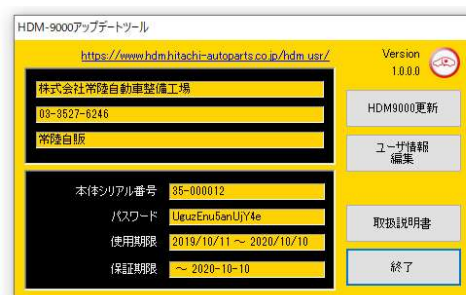 HDM-9000アップデートツール
https://www.hdm.hitachi-autoparts.co.jp/hdm_usr/
Version
1.0.0.0
株式会社常陸自動車整備工場
03-3527-6246
常陸自販
HDM9000更新
ユーザ情報
編集
本体シリアル番号 35-000012
パスワード UguzEnu5anUjY4e
使用期限 2019/10/11 ～ 2020/10/10
保証期限 ～ 2020-10-10
取扱説明書
終了